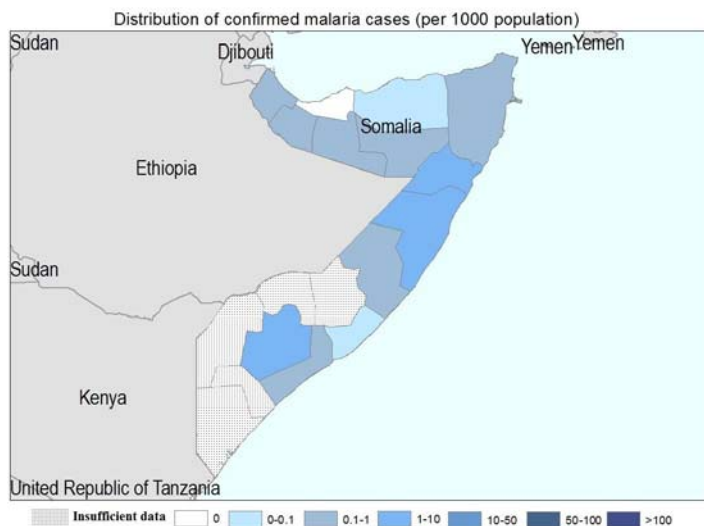 Distribution of confirmed malaria cases (per 1000 population)
Sudan
Djibouti
Yemen
Yemen
Somalia
Ethiopia
Sudan
Kenya
United Republic of Tanzania
Insufficient data 0 0-0.1 0.1-1 1-10 10-50 50-100 >100